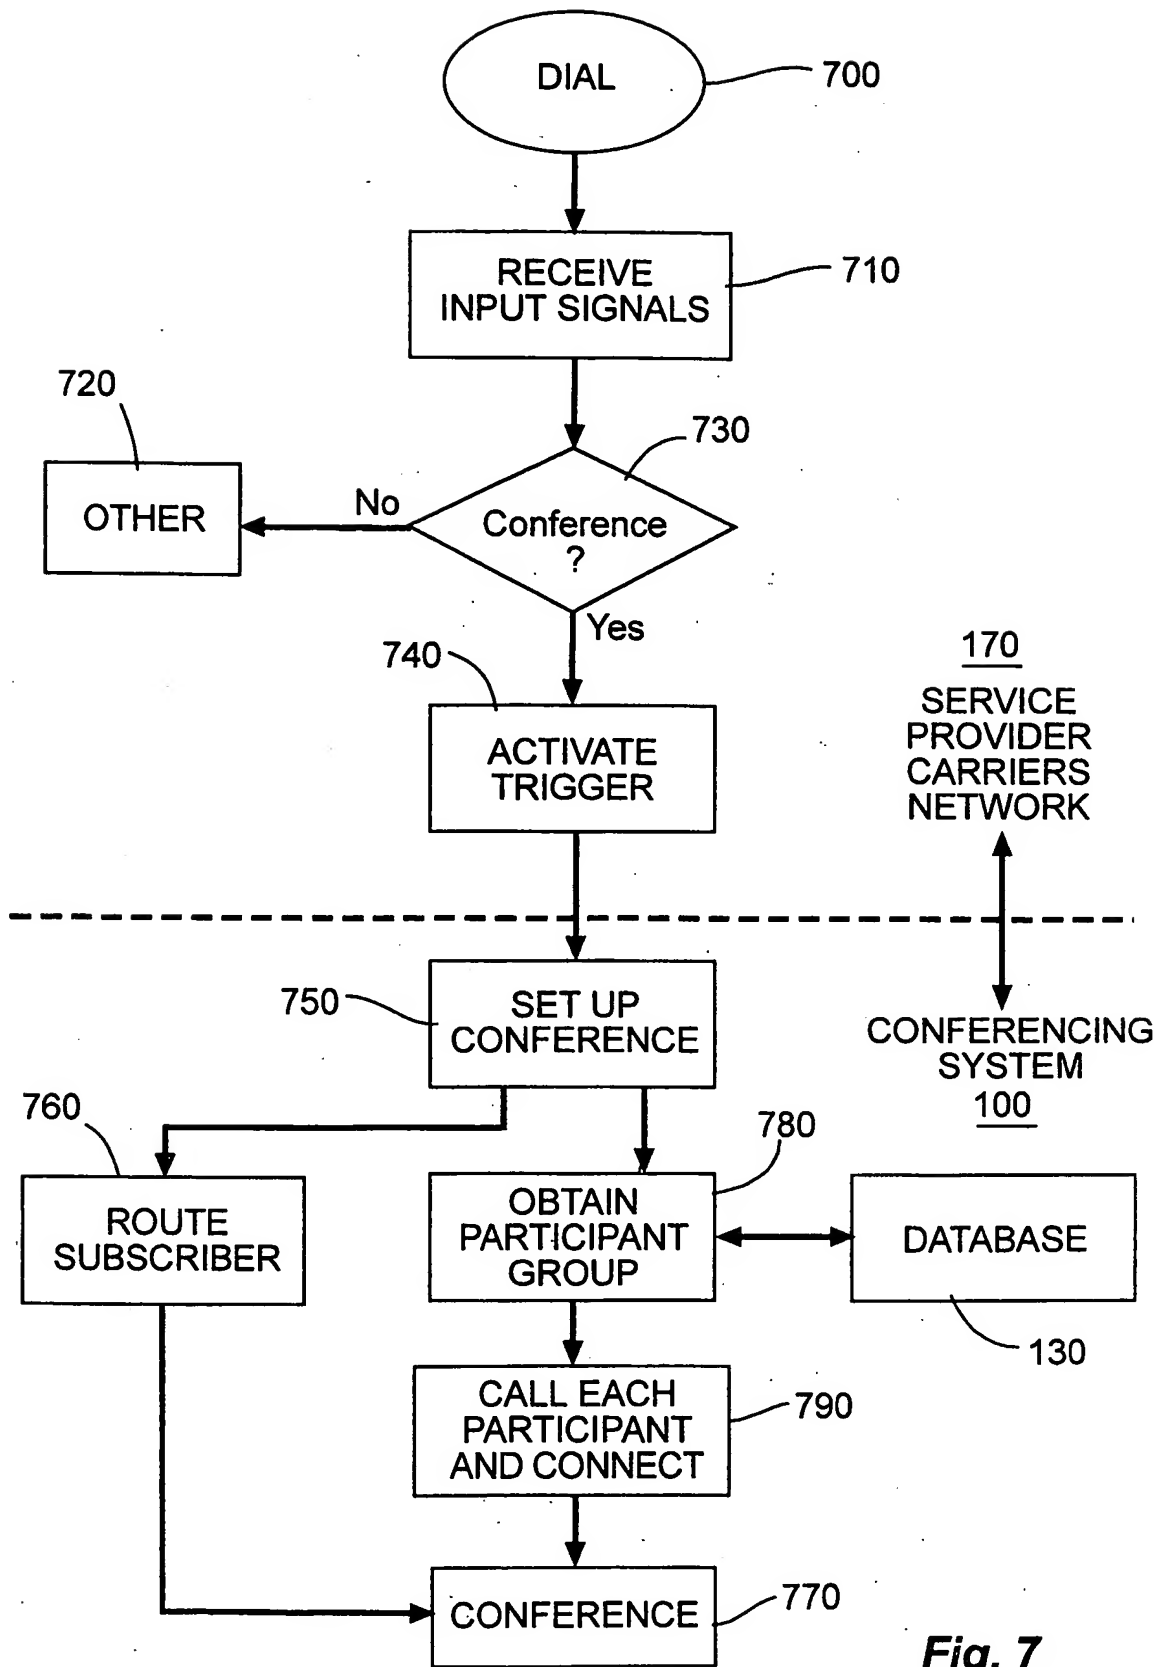 DIAL
700
RECEIVE
INPUT SIGNALS
710
720
730
OTHER
No
Conference
?
Yes
740
170
SERVICE
PROVIDER
CARRIERS
NETWORK
ACTIVATE
TRIGGER
750
SET UP
CONFERENCE
CONFERENCING
SYSTEM
100
760
780
ROUTE
SUBSCRIBER
OBTAIN
PARTICIPANT
GROUP
DATABASE
130
CALL EACH
PARTICIPANT
AND CONNECT
790
CONFERENCE
770
Fig. 7